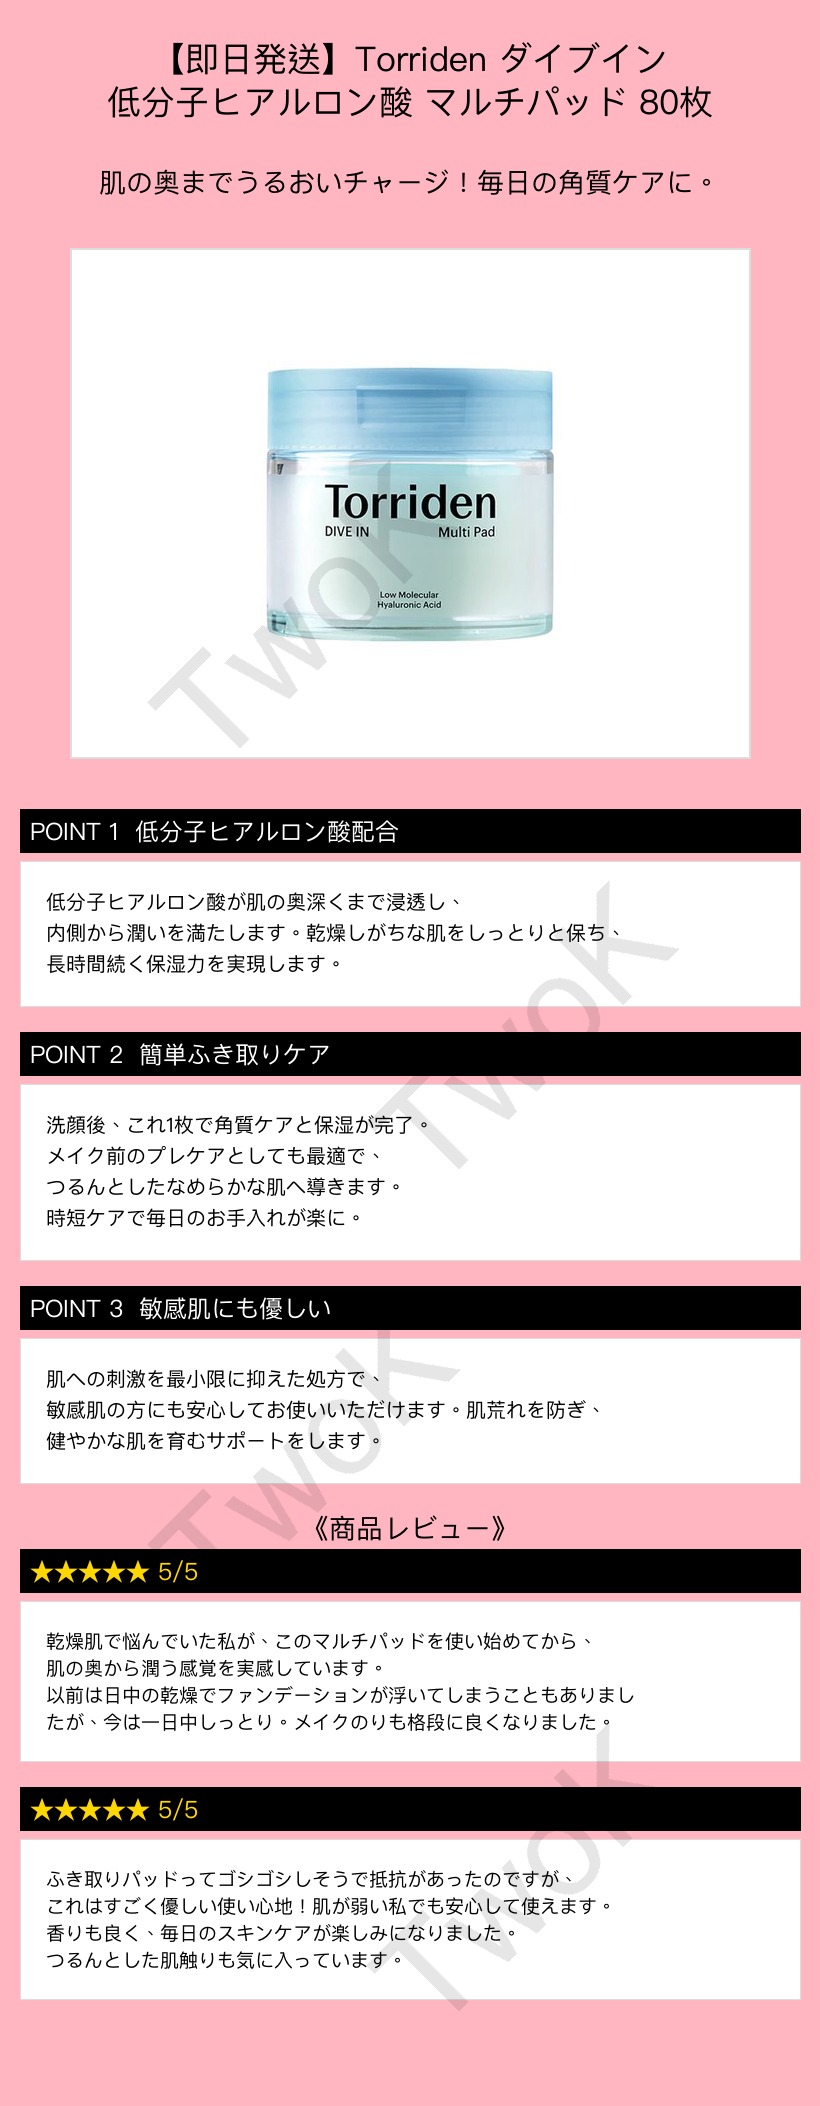 【即日発送】Torriden ダイブイン
低分子ヒアルロン酸 マルチパッド 80枚
肌の奥までうるおいチャージ！毎日の角質ケアに。
Torriden
DIVE IN Multi Pad
Low Molecular
Hyaluronic Acid
TwoK
POINT 1 低分子ヒアルロン酸配合
低分子ヒアルロン酸が肌の奥深くまで浸透し、
内側から潤いを満たします。乾燥しがちな肌をしっとりと保ち、
長時間続く保湿力を実現します。
TwoK
POINT 2 簡単ふき取りケア
洗顔後、これ1枚で角質ケアと保湿が完了。
メイク前のプレケアとしても最適で、
つるんとしたなめらかな肌へ導きます。
時短ケアで毎日のお手入れが楽に。
POINT 3 敏感肌にも優しい
肌への刺激を最小限に抑えた処方で、
敏感肌の方にも安心してお使いいただけます。肌荒れを防ぎ、
健やかな肌を育むサポートをします。
TwoK
《商品レビュー》
★★★★★ 5/5
乾燥肌で悩んでいた私が、このマルチパッドを使い始めてから、
肌の奥から潤う感覚を実感しています。
以前は日中の乾燥でファンデーションが浮いてしまうこともありまし
たが、今は一日中しっとり。メイクのりも格段に良くなりました。
★★★★★ 5/5
ふき取りパッドってゴシゴシしそうで抵抗があったのですが、
これはすごく優しい使い心地！肌が弱い私でも安心して使えます。
香りも良く、毎日のスキンケアが楽しみになりました。
つるんとした肌触りも気に入っています。
TwoK